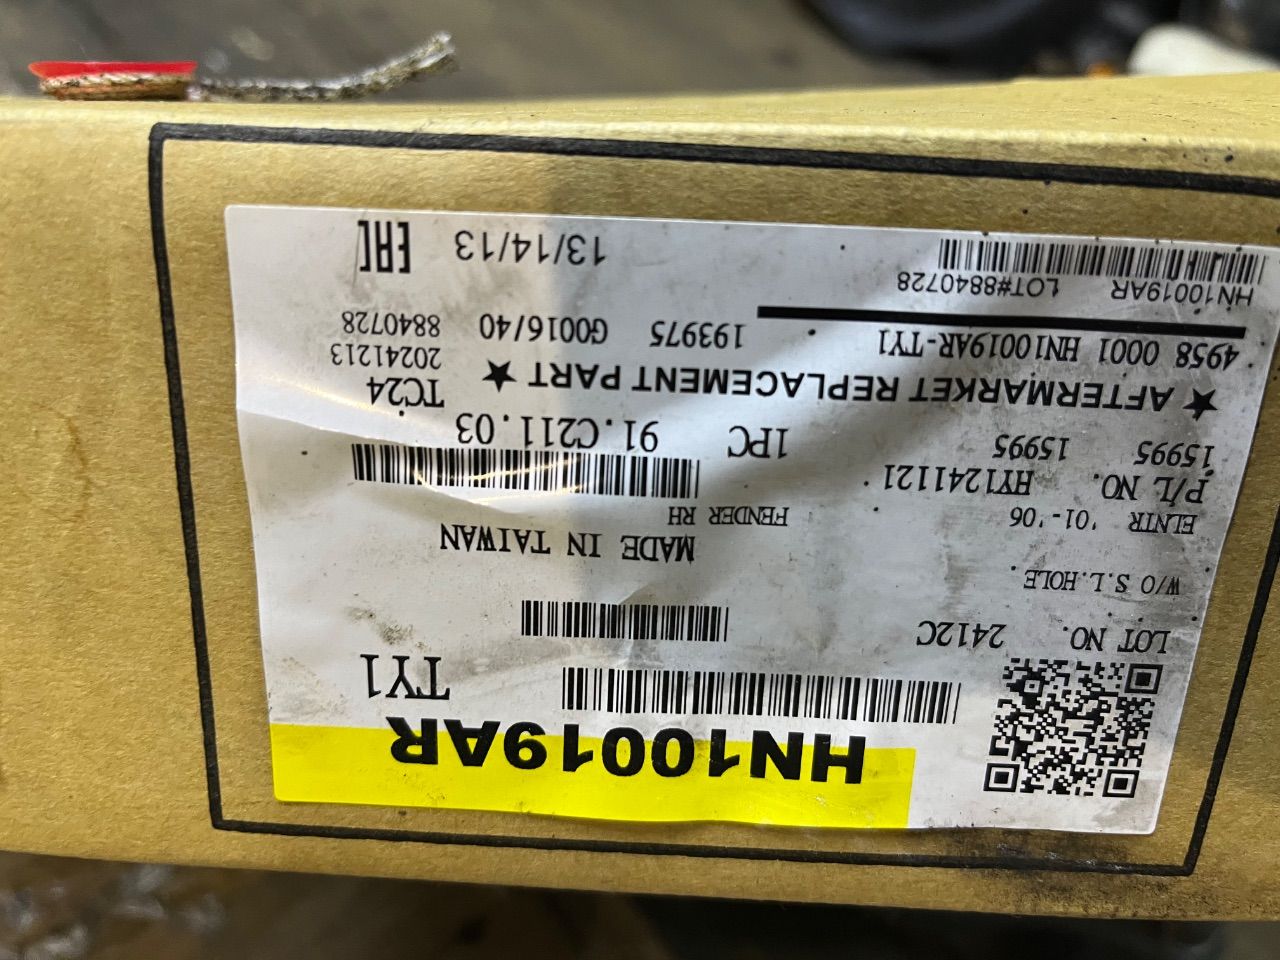 HN10019AR
TY1
LOT NO. 2412C
W/O S.L.HOLE
MADE IN TAIWAN
ELNTR '01-'06 FENDER RH
P/L NO. HY1241121
15995 15995 1PC 91.C211.03
★ AFTERMARKET REPLACEMENT PART ★ TC24
4958 0001 HN10019AR-TY1 193975 G0016/40 20241213
8840728
HN10019AR LOT#8840728 13/14/13 EAC